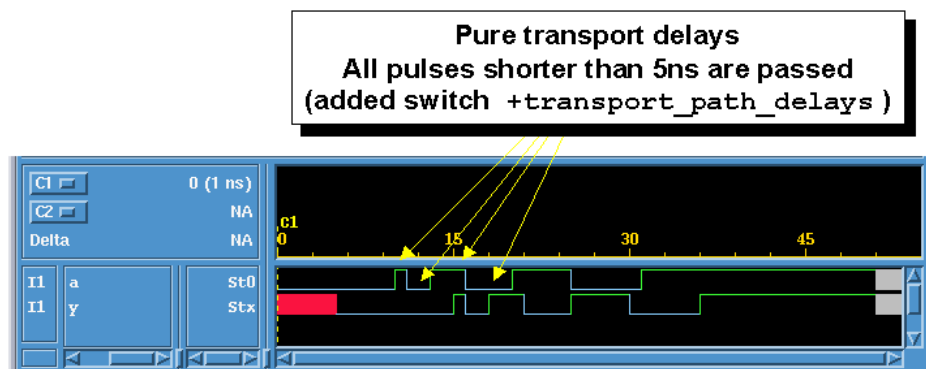 Pure transport delays
All pulses shorter than 5ns are passed
(added switch +transport_path_delays )
C1 0 (1 ns)
C2 NA
Delta NA
c1
0 15 30 45
I1 a St0
I1 y Stx